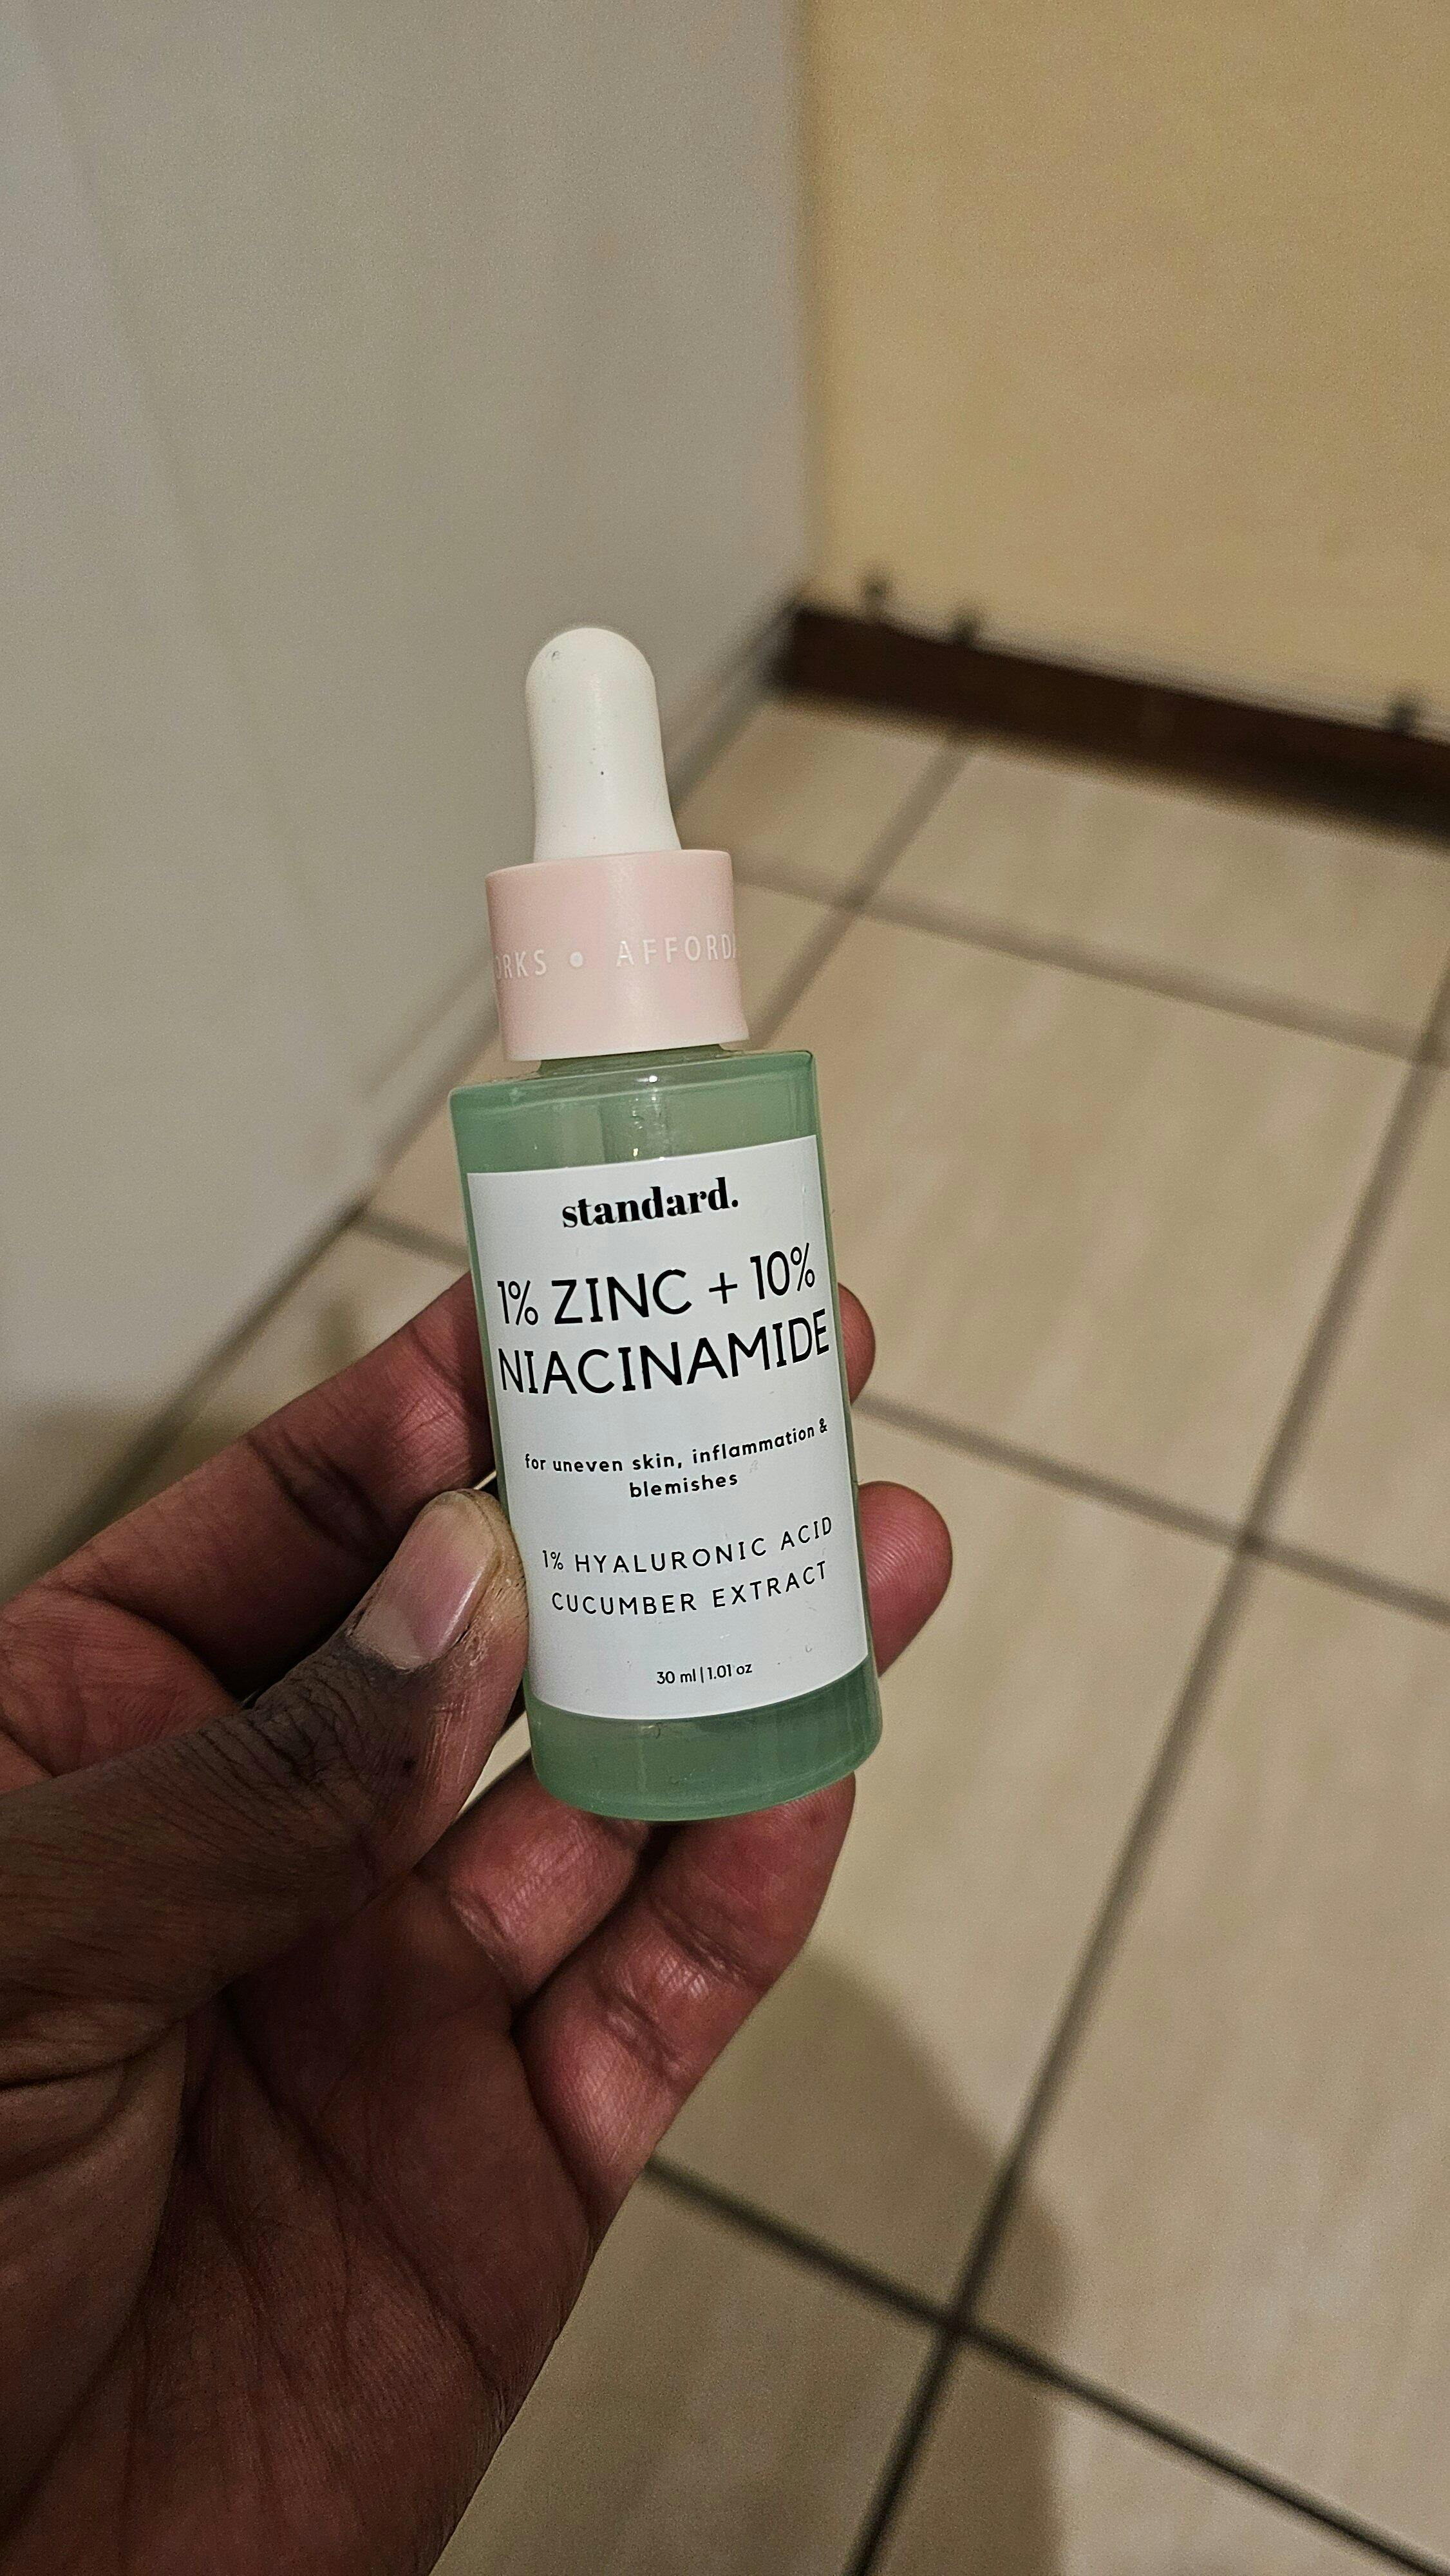 standard.
1% ZINC + 10%
NIACINAMIDE
for uneven skin, inflammation &
blemishes
1% HYALURONIC ACID
CUCUMBER EXTRACT
30 ml | 1.01 oz